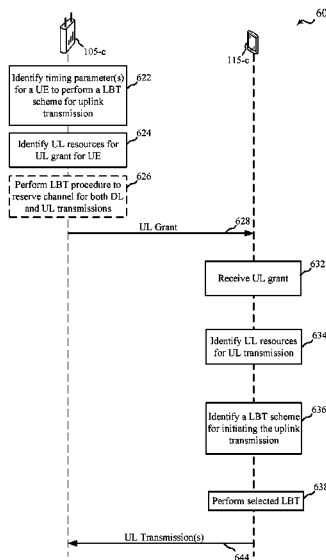 60
105-c
115-c
Identify timing parameter(s)
for a UE to perform a LBT
scheme for uplink
transmission
622
Identify UL resources for
UL grant for UE
624
Perform LBT procedure to
reserve channel for both DL
and UL transmissions
626
UL Grant
628
Receive UL grant
632
Identify UL resources
for UL transmission
634
Identify a LBT scheme
for initiating the uplink
transmission
636
Perform selected LBT
638
UL Transmission(s)
644